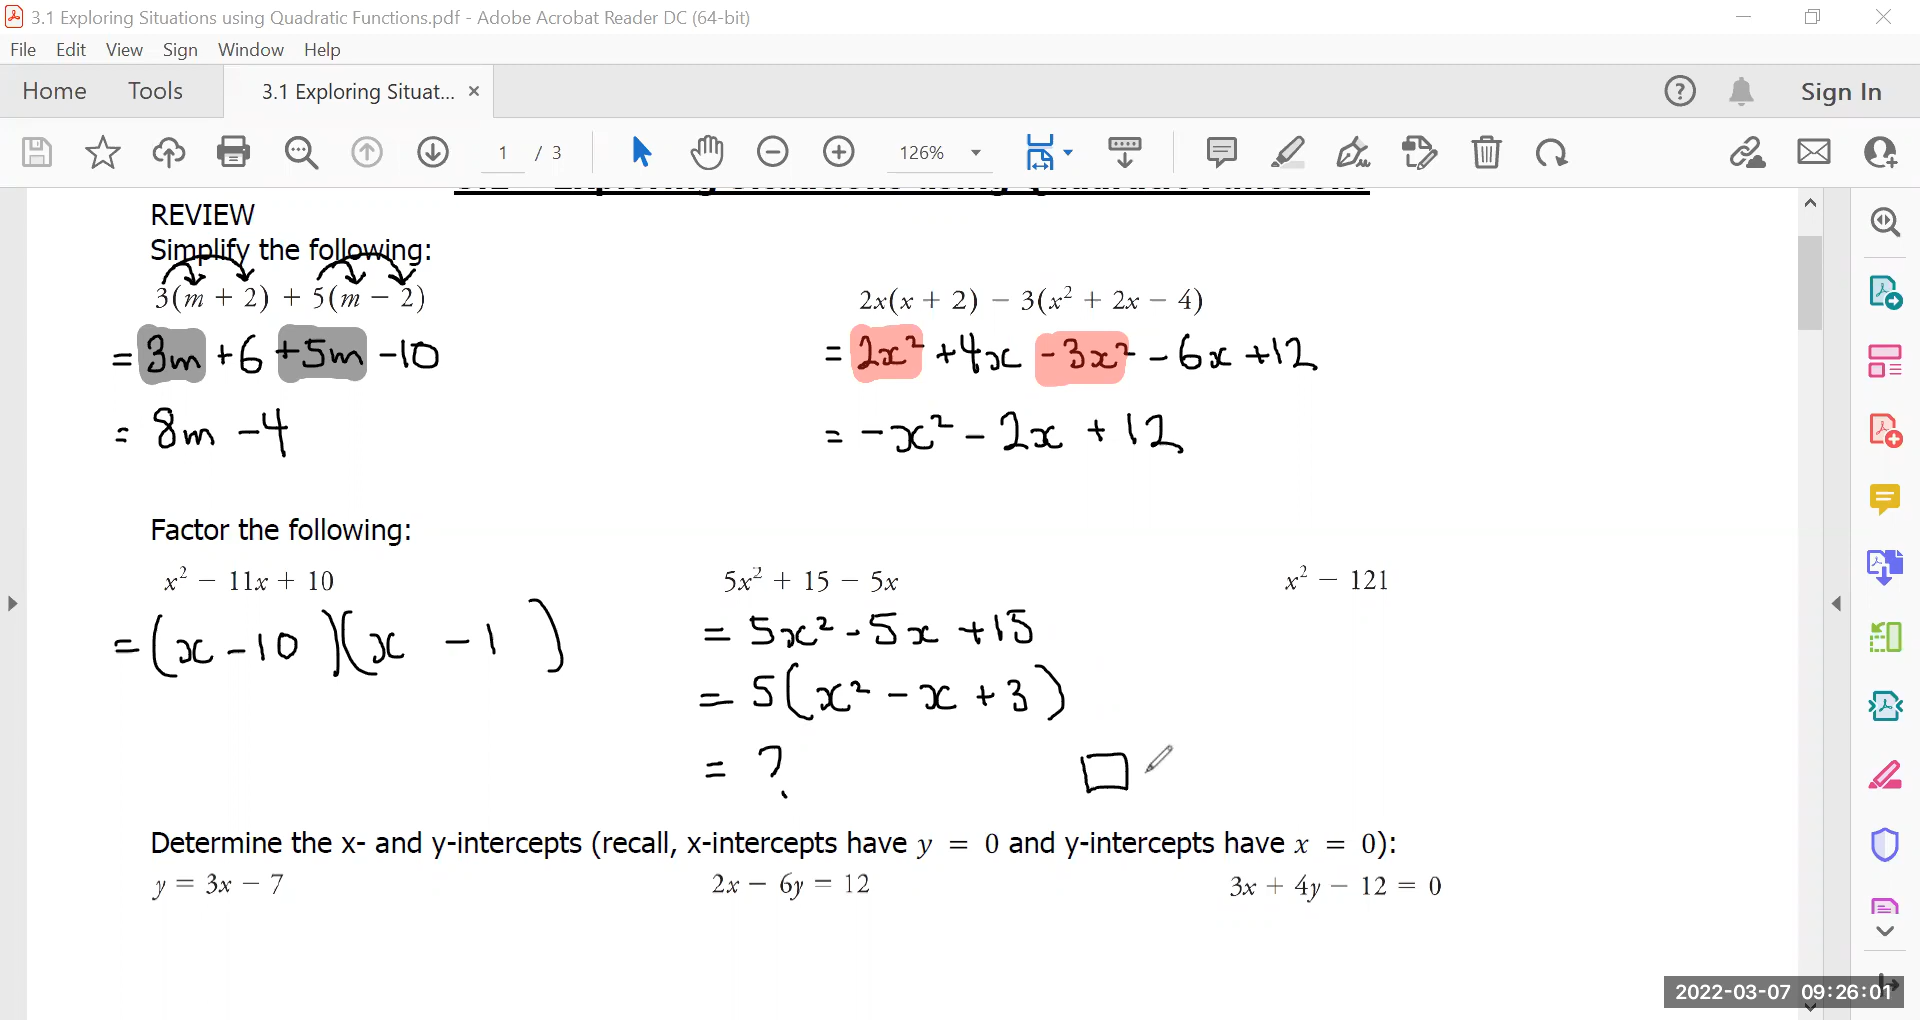 3.1 Exploring Situations using Quadratic Functions.pdf - Adobe Acrobat Reader DC (64-bit)
File Edit View Sign Window Help
Home Tools 3.1 Exploring Situat... × Sign In
1 / 3 126%
REVIEW
Simplify the following:
3(m + 2) + 5(m − 2)
= 3m +6 +5m -10
= 8m -4
2x(x + 2) − 3(x² + 2x − 4)
= 2x² +4x -3x² -6x +12
= -x² - 2x + 12
Factor the following:
x² − 11x + 10
= (x -10)(x -1)
5x² + 15 − 5x
= 5x² -5x +15
= 5(x² - x + 3)
= ?
x² − 121
Determine the x- and y-intercepts (recall, x-intercepts have y = 0 and y-intercepts have x = 0):
y = 3x − 7
2x − 6y = 12
3x + 4y − 12 = 0
2022-03-07 09:26:01